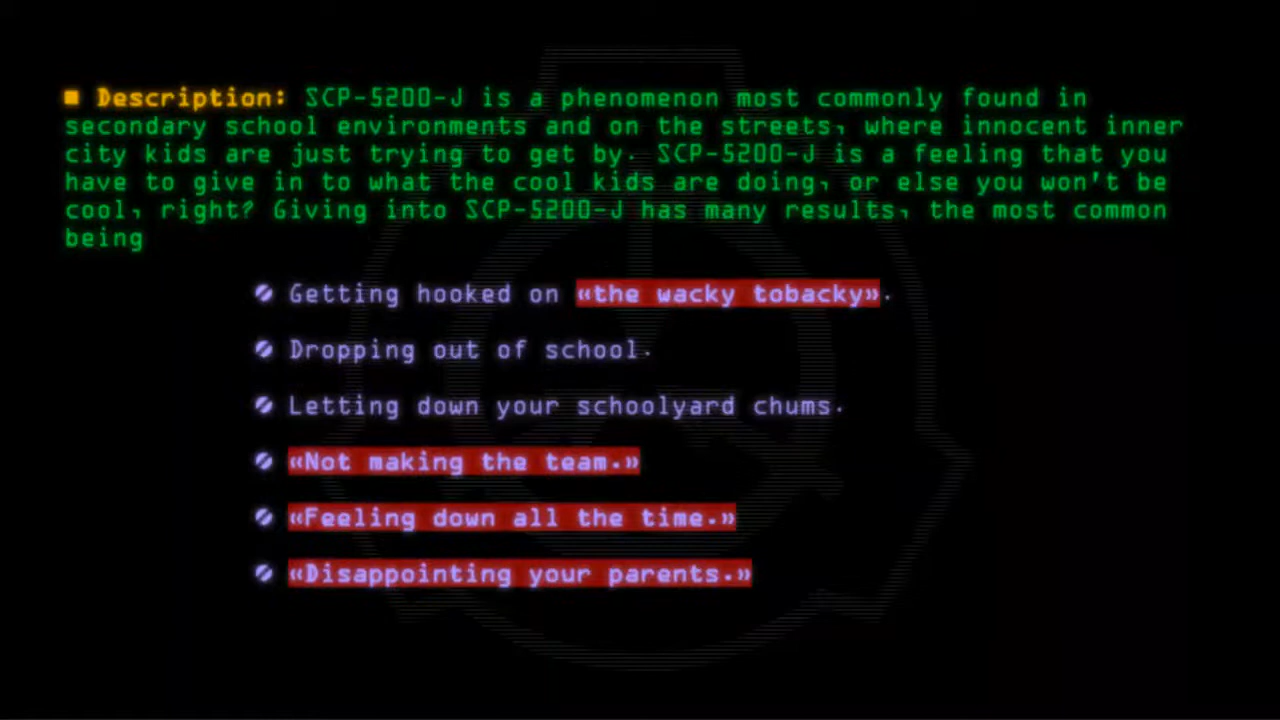 ■ Description: SCP-5200-J is a phenomenon most commonly found in
secondary school environments and on the streets, where innocent inner
city kids are just trying to get by. SCP-5200-J is a feeling that you
have to give in to what the cool kids are doing, or else you won't be
cool, right? Giving into SCP-5200-J has many results, the most common
being
Getting hooked on «the wacky tobacky».
Dropping out of school.
Letting down your schoolyard chums.
«Not making the team.»
«Feeling down all the time.»
«Disappointing your parents.»